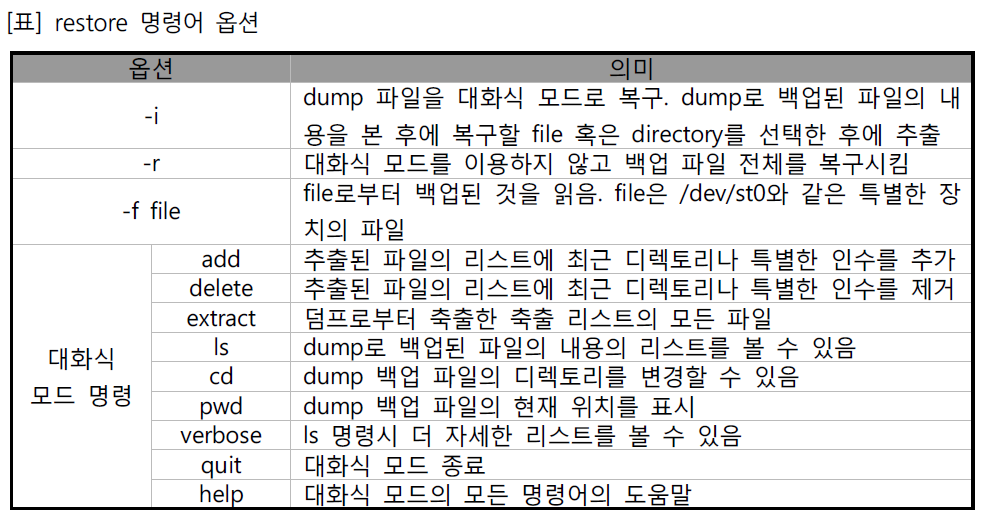 [표] restore 명령어 옵션
옵션 의미
-i dump 파일을 대화식 모드로 복구. dump로 백업된 파일의 내
용을 본 후에 복구할 file 혹은 directory를 선택한 후에 추출
-r 대화식 모드를 이용하지 않고 백업 파일 전체를 복구시킴
-f file file로부터 백업된 것을 읽음. file은 /dev/st0와 같은 특별한 장
치의 파일
대화식
모드 명령
add 추출된 파일의 리스트에 최근 디렉토리나 특별한 인수를 추가
delete 추출된 파일의 리스트에 최근 디렉토리나 특별한 인수를 제거
extract 덤프로부터 축출한 축출 리스트의 모든 파일
ls dump로 백업된 파일의 내용의 리스트를 볼 수 있음
cd dump 백업 파일의 디렉토리를 변경할 수 있음
pwd dump 백업 파일의 현재 위치를 표시
verbose ls 명령시 더 자세한 리스트를 볼 수 있음
quit 대화식 모드 종료
help 대화식 모드의 모든 명령어의 도움말